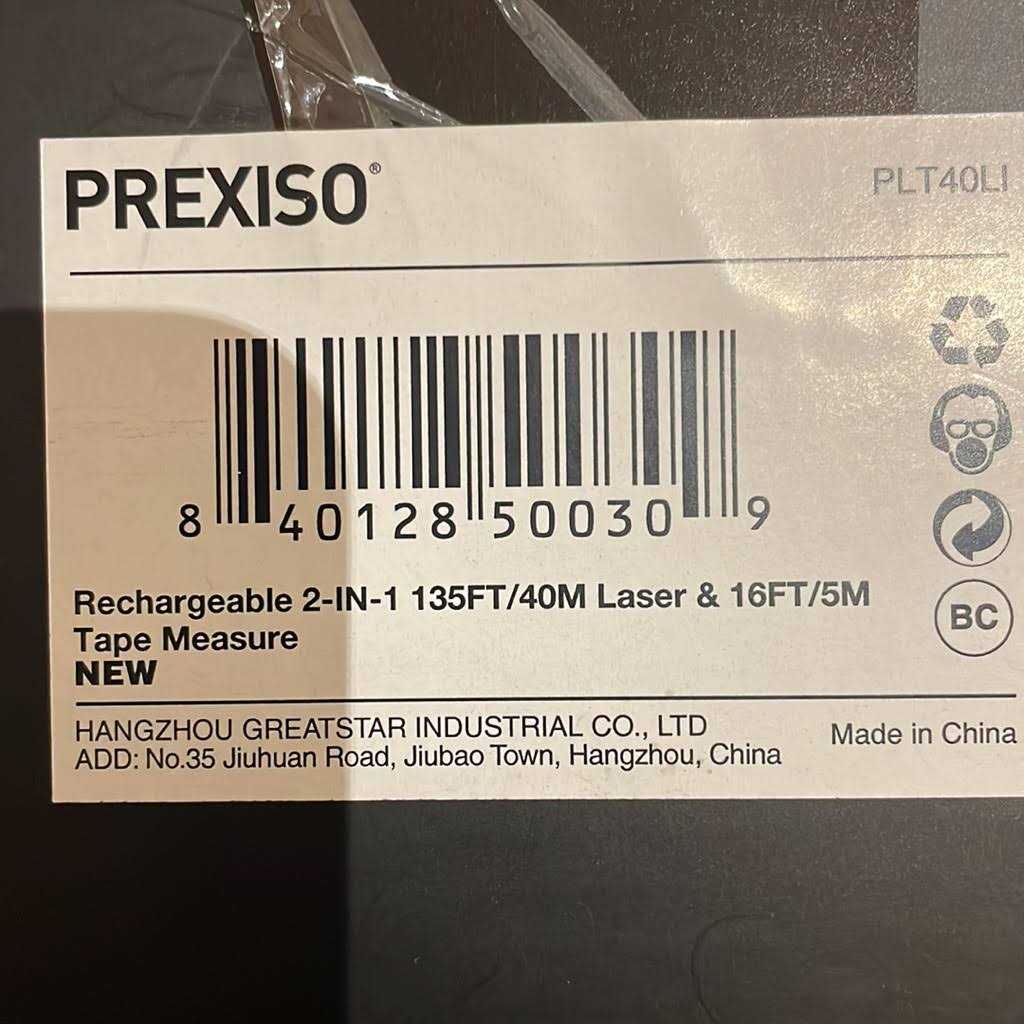 PREXISO®
PLT40LI
8 40128 50030 9
Rechargeable 2-IN-1 135FT/40M Laser & 16FT/5M
Tape Measure
NEW
BC
HANGZHOU GREATSTAR INDUSTRIAL CO., LTD
ADD: No.35 Jiuhuan Road, Jiubao Town, Hangzhou, China
Made in China